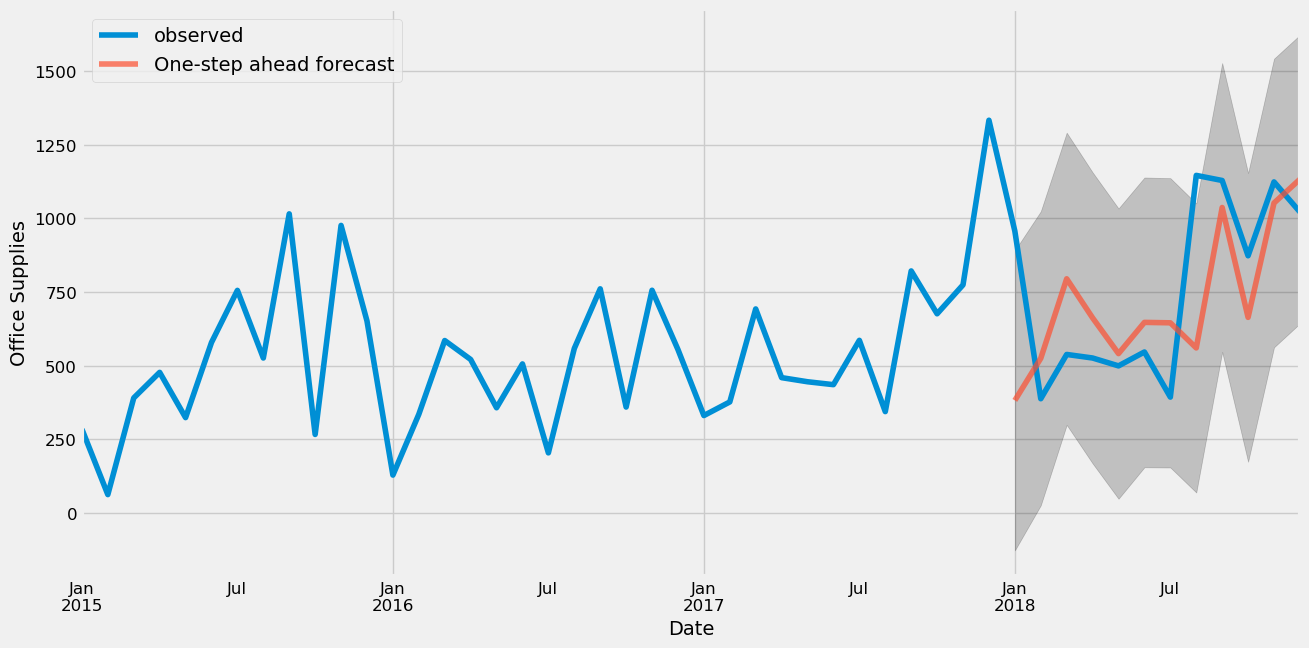 observed
One-step ahead forecast
1500
1250
1000
750
500
250
0
Office Supplies
Jan Jul Jan Jul Jan Jul Jan Jul
2015 2016 2017 2018
Date